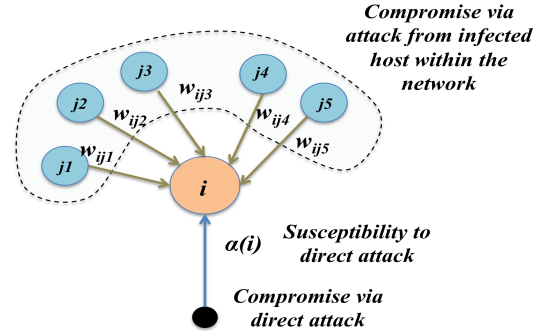 Compromise via
attack from infected
host within the
network
j3
j4
j2
j5
w_ij3
w_ij2
w_ij4
w_ij5
j1
w_ij1
i
α(i)
Susceptibility to
direct attack
Compromise via
direct attack